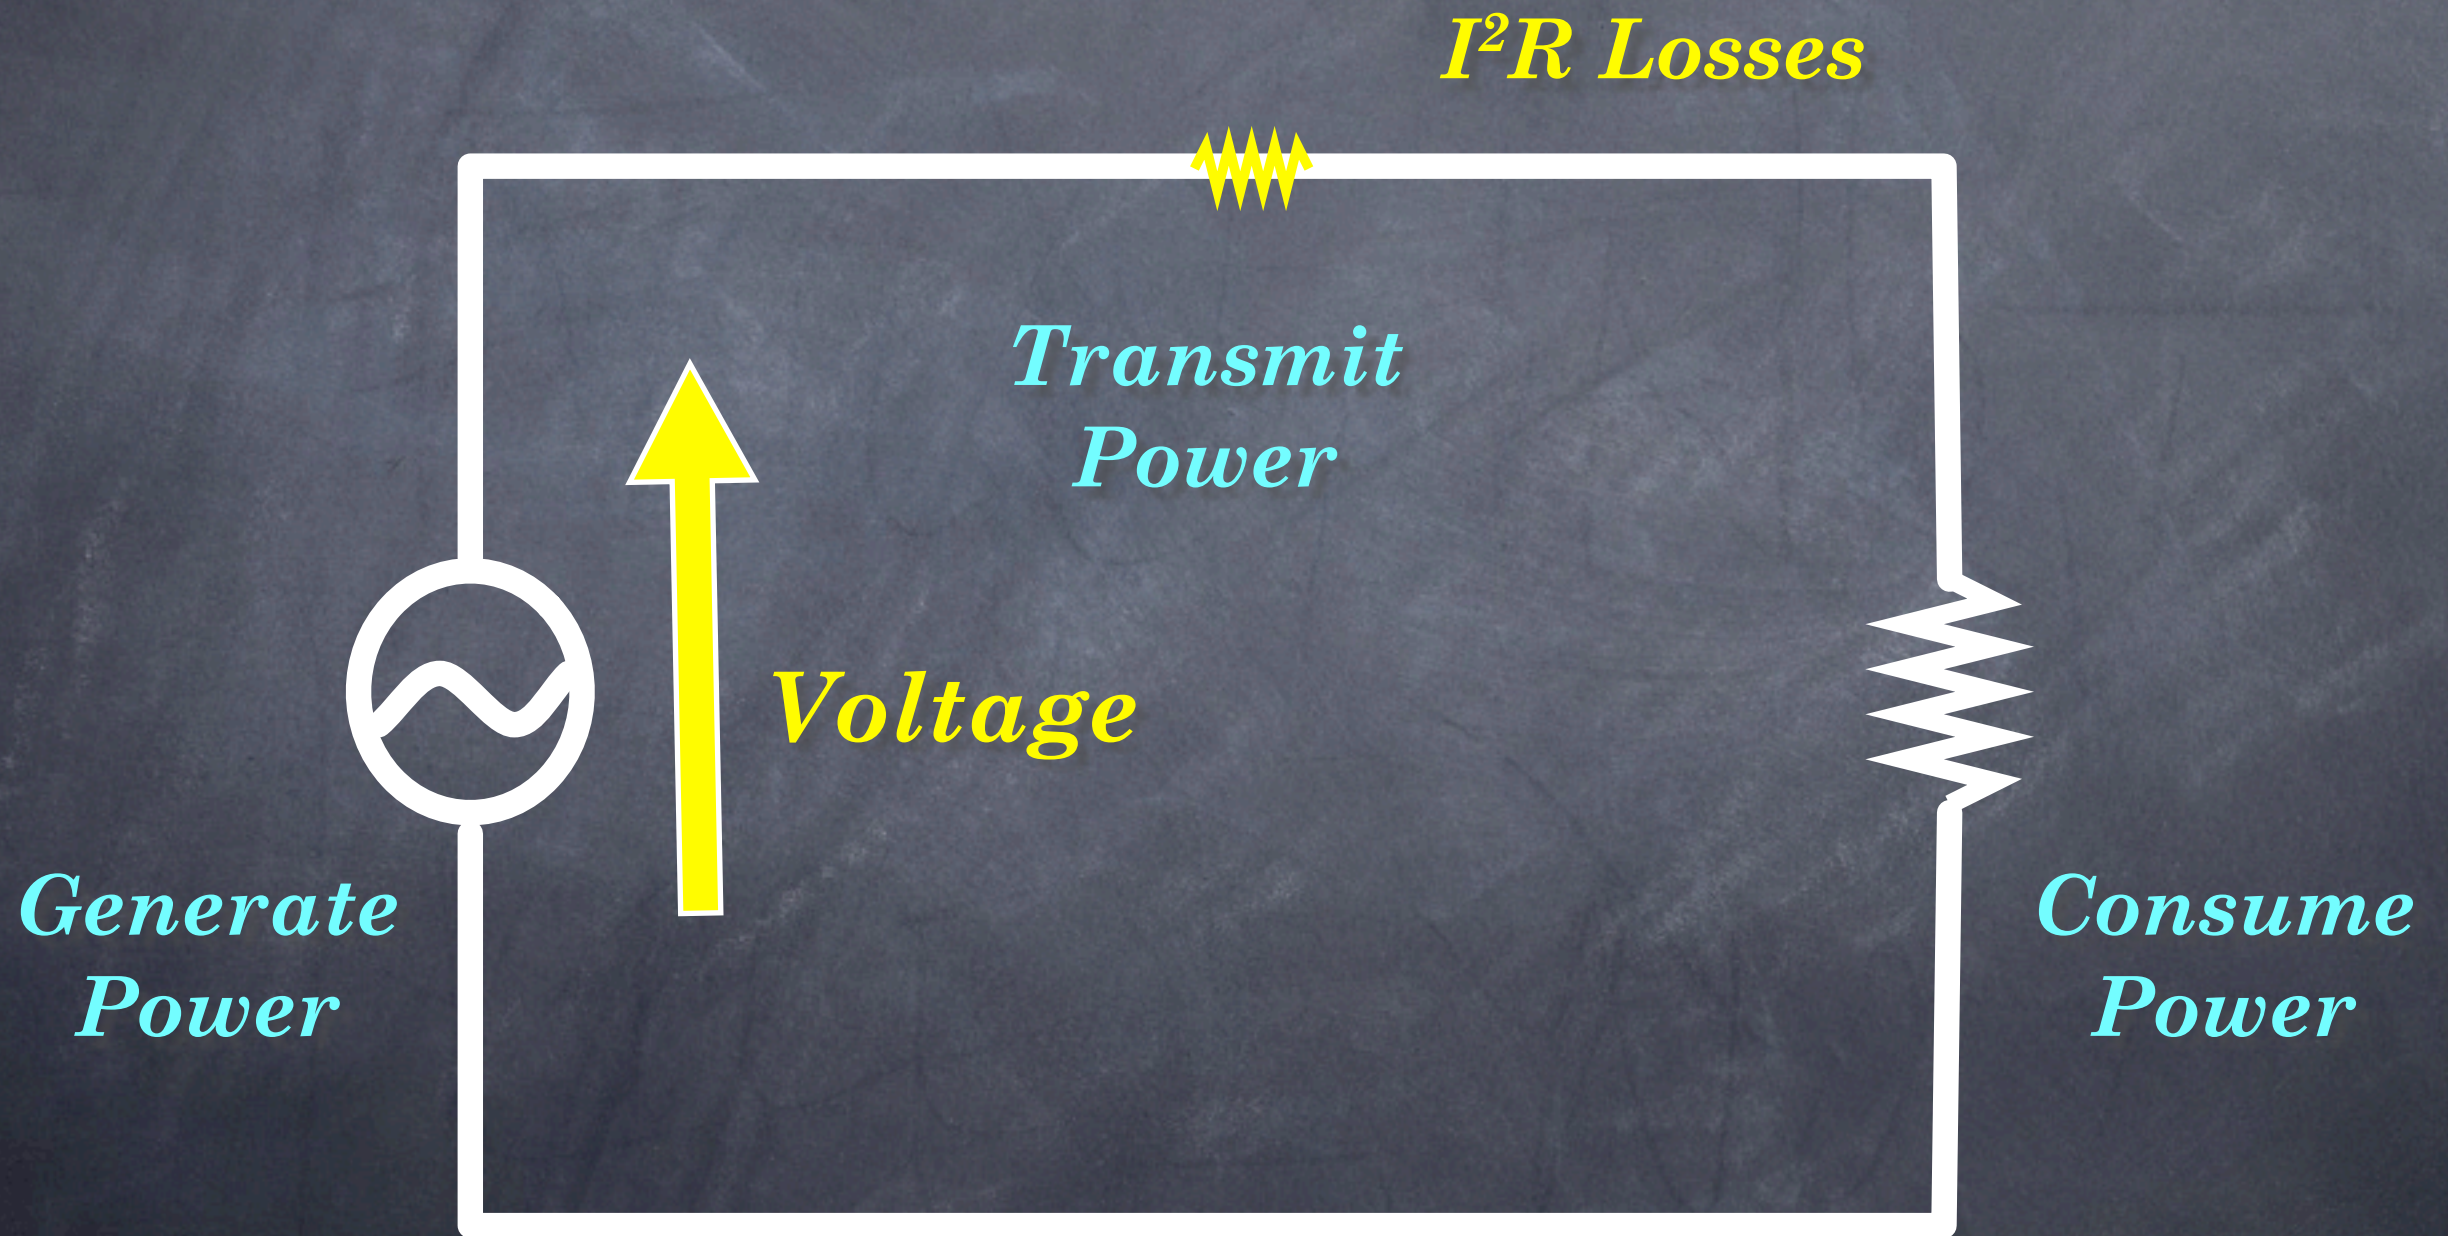 I²R Losses
Transmit
Power
Voltage
Generate
Power
Consume
Power